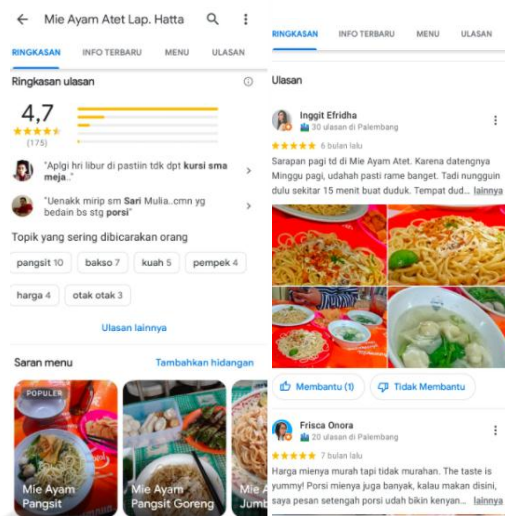 Mie Ayam Atet Lap. Hatta
RINGKASAN INFO TERBARU MENU ULASAN
Ringkasan ulasan
4,7
(175)
"Aplgi hri libur di pastiin tdk dpt kursi sma
meja.."
"Uenakk mirip sm Sari Mulia..cmn yg
bedain bs stg porsi"
Topik yang sering dibicarakan orang
pangsit 10 bakso 7 kuah 5 pempek 4
harga 4 otak otak 3
Ulasan lainnya
Saran menu Tambahkan hidangan
POPULER
Mie Ayam
Pangsit
Mie Ayam
Pangsit Goreng
Mie A
Jumb
RINGKASAN INFO TERBARU MENU ULASAN
Ulasan
Inggit Efridha
30 ulasan di Palembang
6 bulan lalu
Sarapan pagi td di Mie Ayam Atet. Karena datengnya
Minggu pagi, udahah pasti rame banget. Tadi nungguin
dulu sekitar 15 menit buat duduk. Tempat dud... lainnya
Membantu (1) Tidak Membantu
Frisca Onora
20 ulasan di Palembang
7 bulan lalu
Harga mienya murah tapi tidak murahan. The taste is
yummy! Porsi mienya juga banyak, kalau makan disini,
saya pesan setengah porsi udah bikin kenyan... lainnya